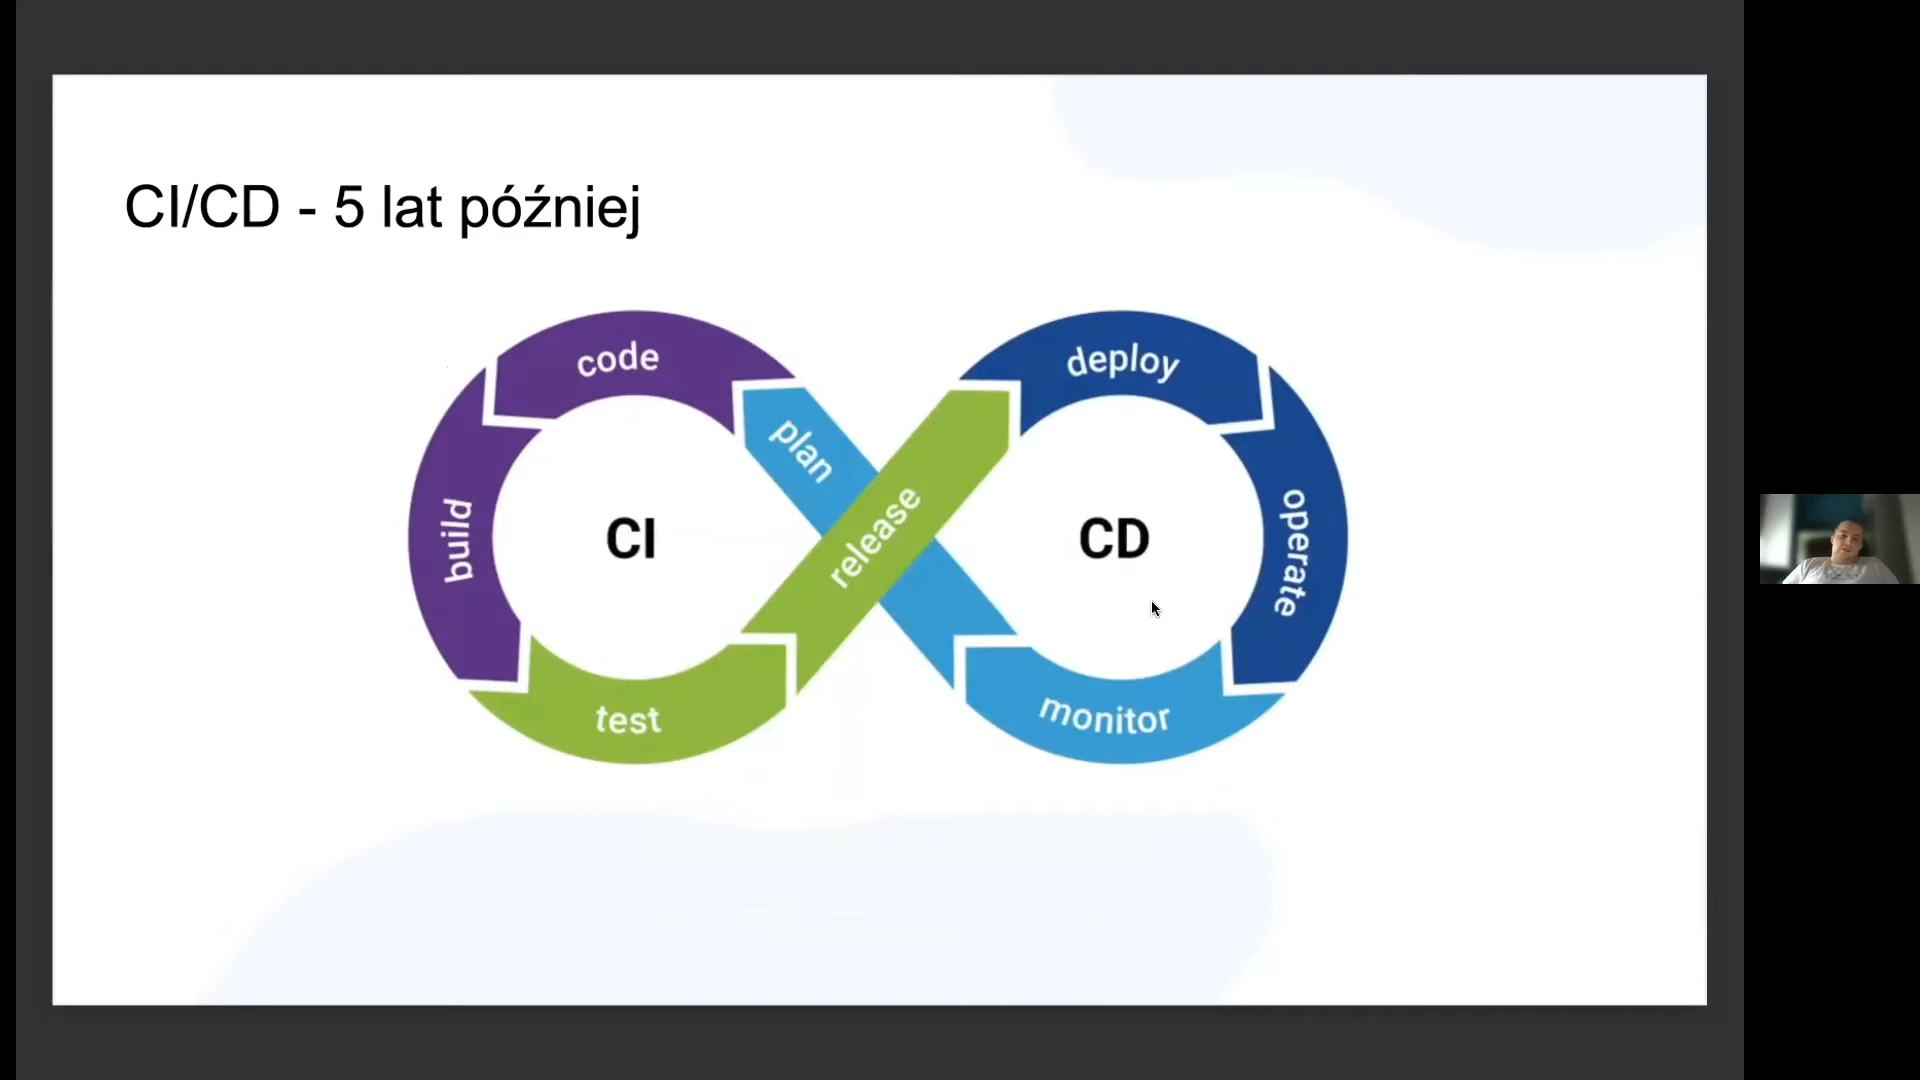 CI/CD - 5 lat później
code
deploy
plan
build
CI
release
CD
operate
test
monitor